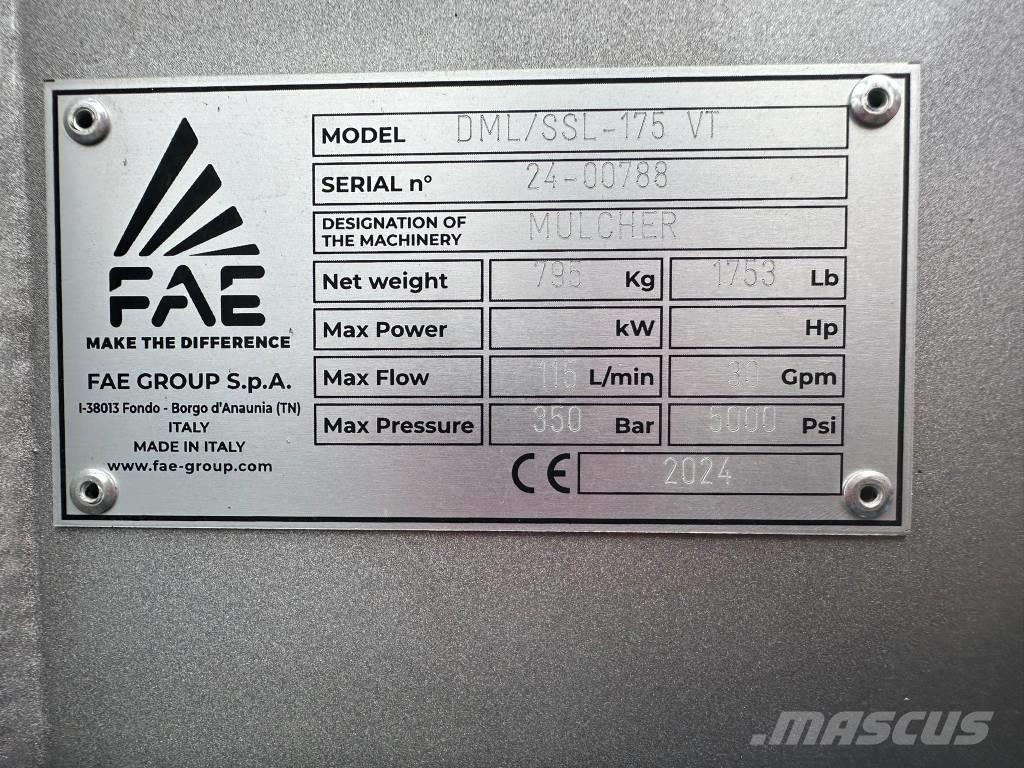 MODEL DML/SSL-175 VT
SERIAL n° 24-00788
DESIGNATION OF
THE MACHINERY MULCHER
Net weight 795 Kg 1753 Lb
Max Power kW Hp
Max Flow 115 L/min 30 Gpm
Max Pressure 350 Bar 5000 Psi
CE 2024
FAE
MAKE THE DIFFERENCE
FAE GROUP S.p.A.
I-38013 Fondo - Borgo d'Anaunia (TN)
ITALY
MADE IN ITALY
www.fae-group.com
MASCUS